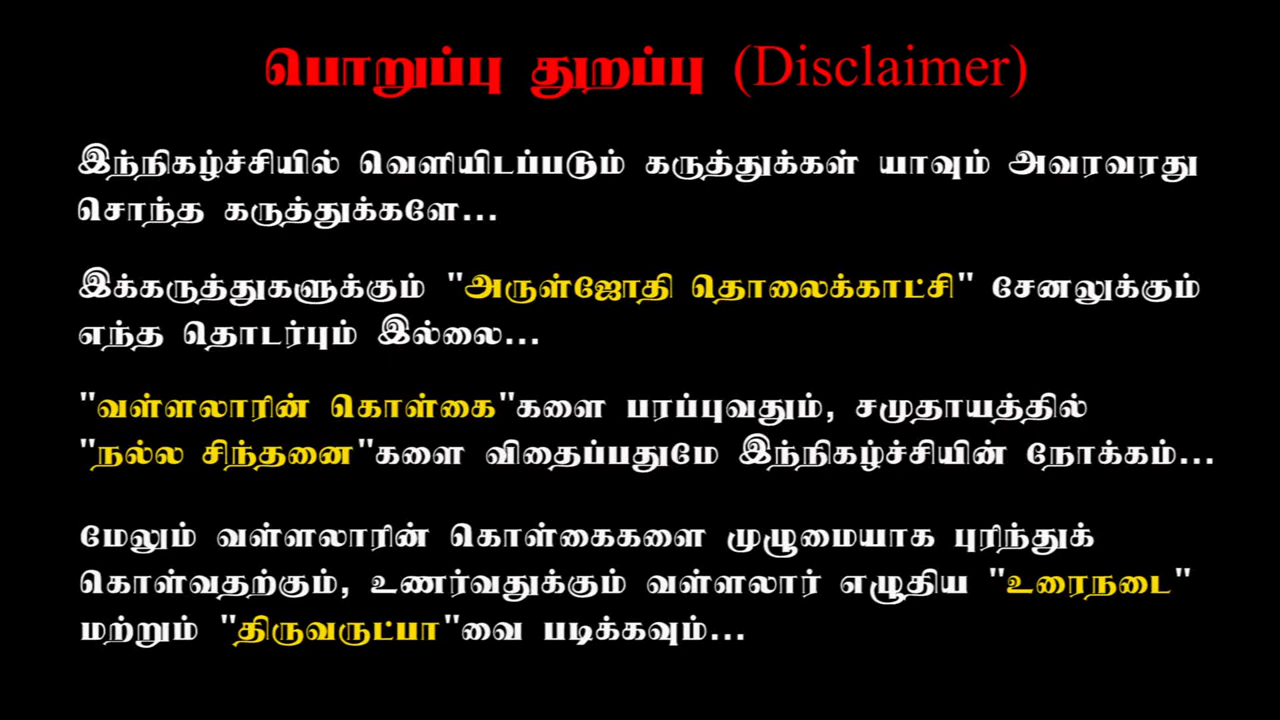 பொறுப்பு துறப்பு (Disclaimer)
இந்நிகழ்ச்சியில் வெளியிடப்படும் கருத்துக்கள் யாவும் அவரவரது
சொந்த கருத்துக்களே...
இக்கருத்துகளுக்கும் "அருள்ஜோதி தொலைக்காட்சி" சேனலுக்கும்
எந்த தொடர்பும் இல்லை...
"வள்ளலாரின் கொள்கை"களை பரப்புவதும், சமுதாயத்தில்
"நல்ல சிந்தனை"களை விதைப்பதுமே இந்நிகழ்ச்சியின் நோக்கம்...
மேலும் வள்ளலாரின் கொள்கைகளை முழுமையாக புரிந்துக்
கொள்வதற்கும், உணர்வதுக்கும் வள்ளலார் எழுதிய "உரைநடை"
மற்றும் "திருவருட்பா"வை படிக்கவும்...